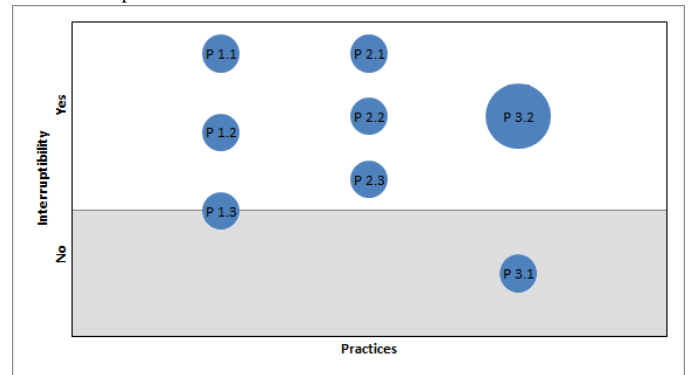 P 1.1
P 2.1
Yes
P 2.2
P 3.2
P 1.2
Interruptibility
P 2.3
P 1.3
No
P 3.1
Practices